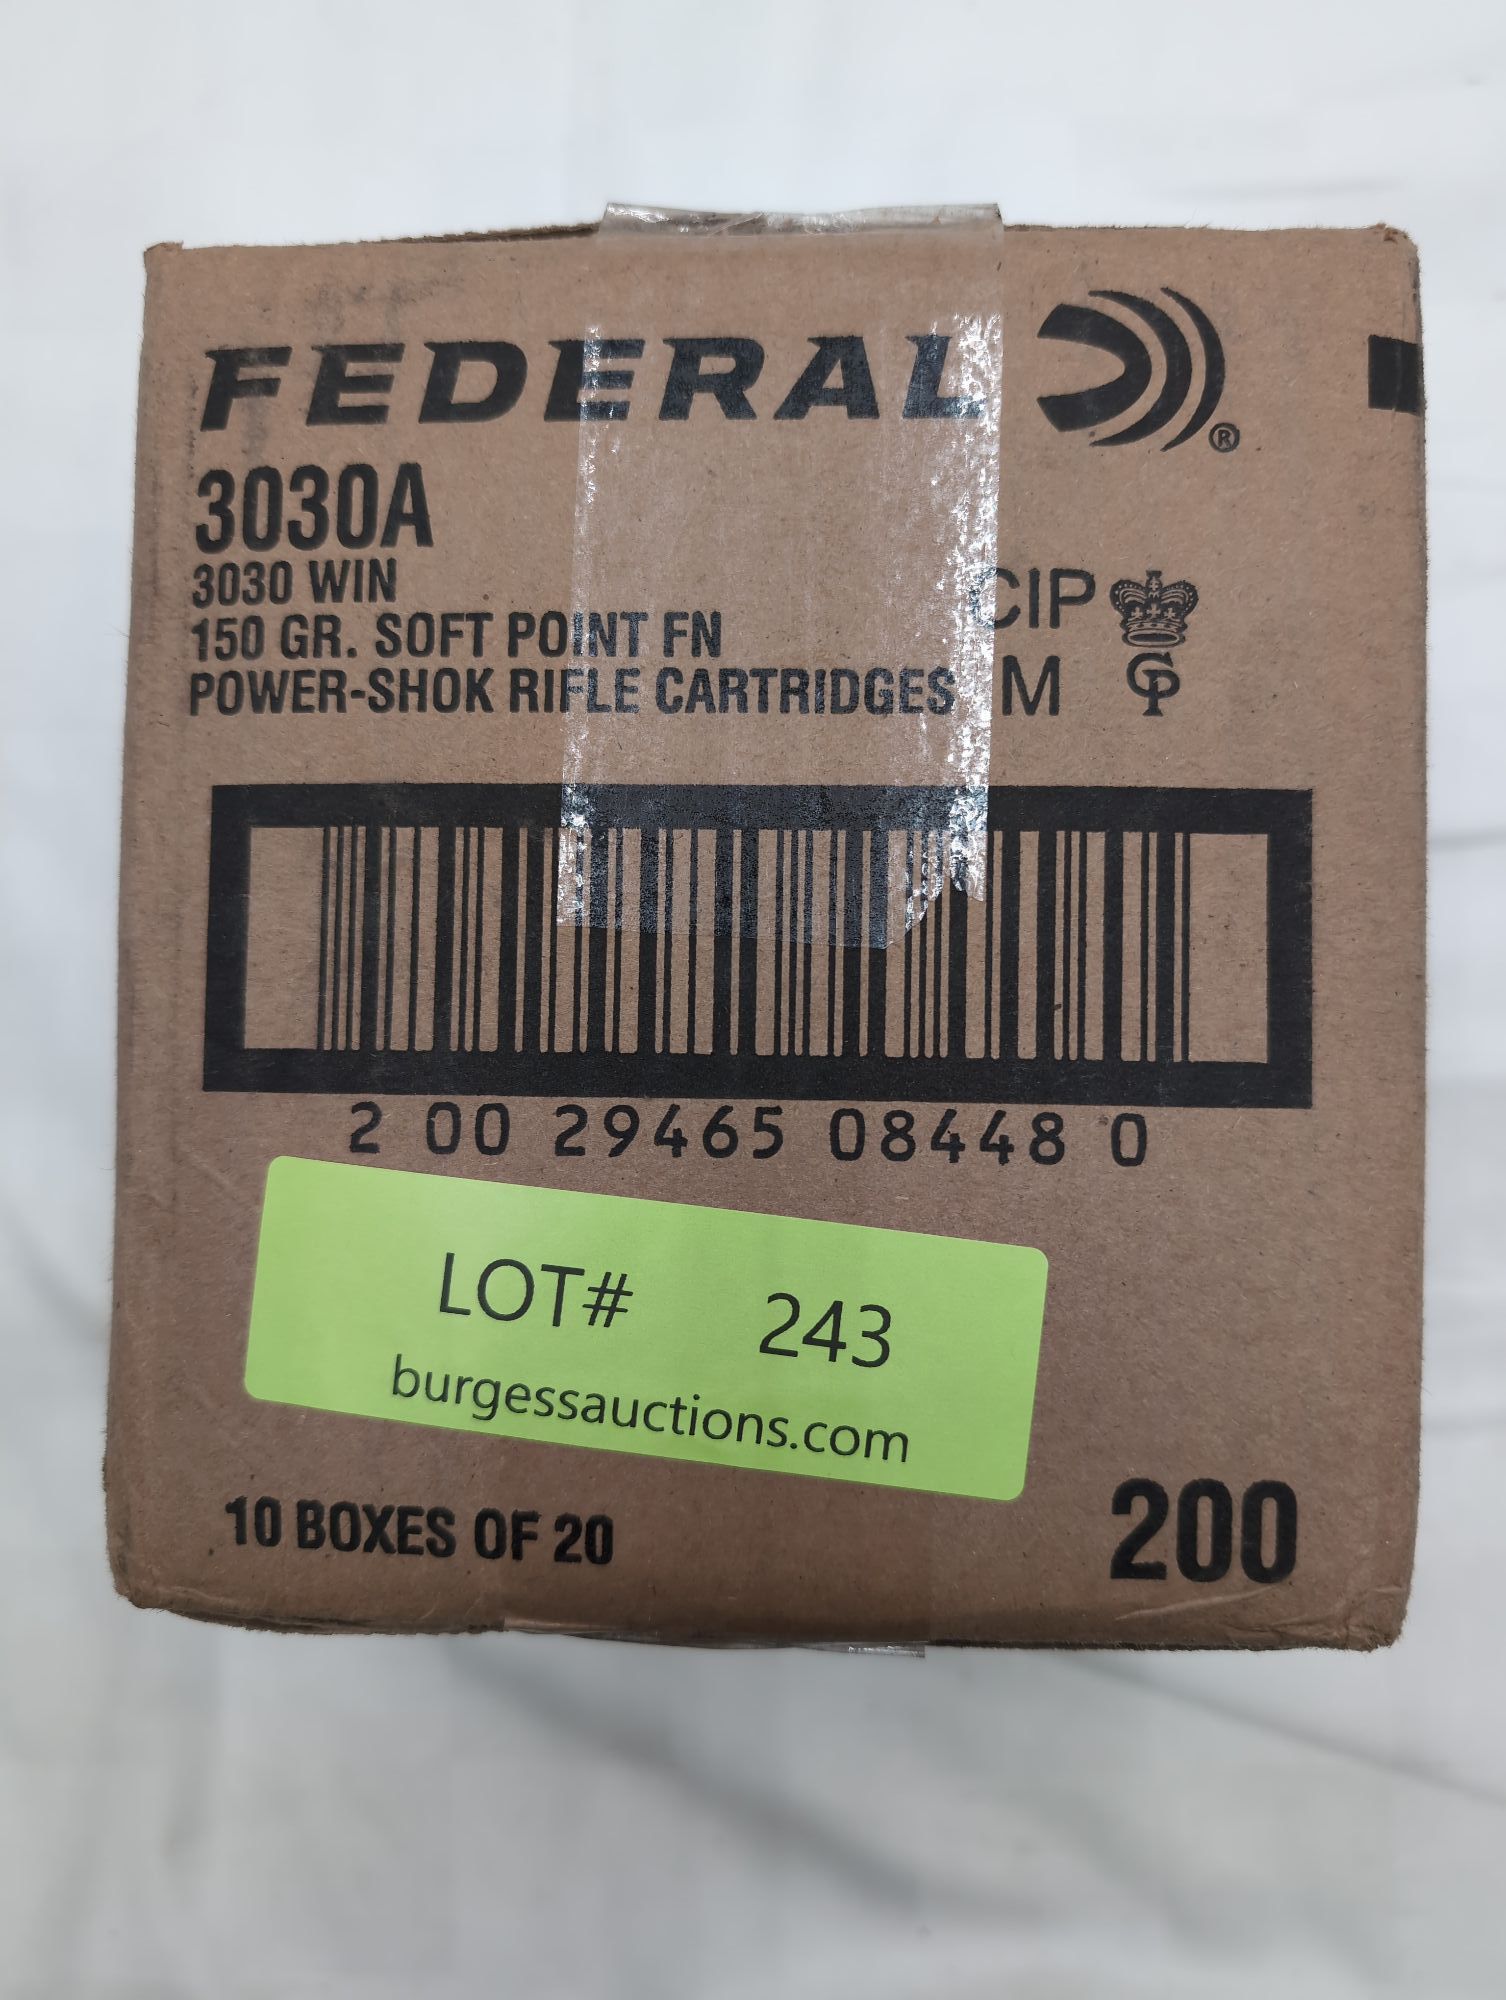 FEDERAL ®
3030A
3030 WIN
150 GR. SOFT POINT FN
POWER-SHOK RIFLE CARTRIDGES
CIP
M GP
2 00 29465 08448 0
LOT# 243
burgessauctions.com
10 BOXES OF 20
200